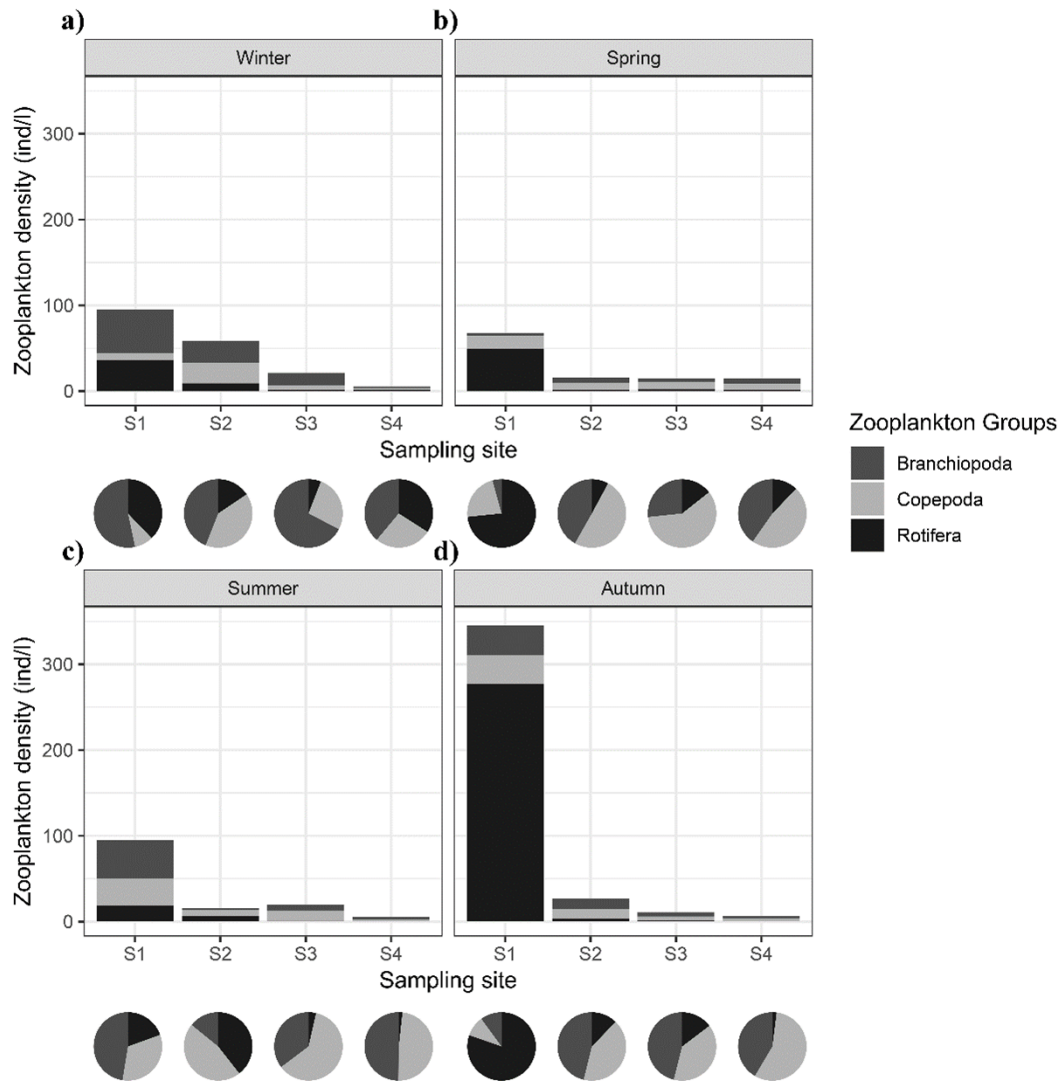 a)
b)
Winter
Spring
Zooplankton density (ind/l)
300
200
100
0
S1 S2 S3 S4
S1 S2 S3 S4
Sampling site
Zooplankton Groups
Branchiopoda
Copepoda
Rotifera
c)
d)
Summer
Autumn
Zooplankton density (ind/l)
300
200
100
0
S1 S2 S3 S4
S1 S2 S3 S4
Sampling site